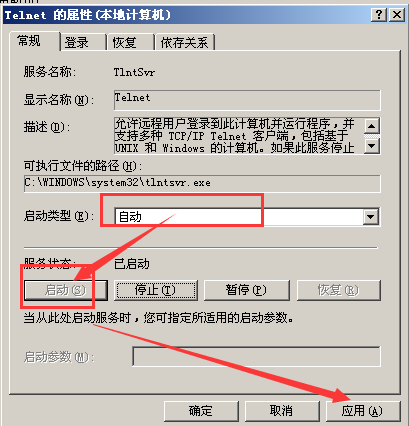 Telnet 的属性(本地计算机)
常规 登录 恢复 依存关系
服务名称: TlntSvr
显示名称(N): Telnet
描述(D): 允许远程用户登录到此计算机并运行程序，并
支持多种 TCP/IP Telnet 客户端，包括基于
UNIX 和 Windows 的计算机。如果此服务停止
可执行文件的路径(H):
C:\WINDOWS\system32\tlntsvr.exe
启动类型(E): 自动
服务状态: 已启动
启动(S) 停止(T) 暂停(P) 恢复(R)
当从此处启动服务时，您可指定所适用的启动参数。
启动参数(M):
确定 取消 应用(A)